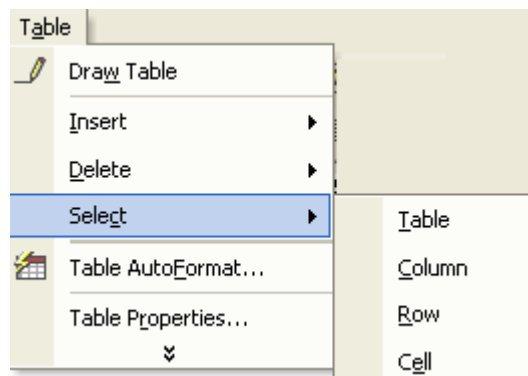 Table
Draw Table
Insert
Delete
Select
Table AutoFormat...
Table Properties...
Table
Column
Row
Cell